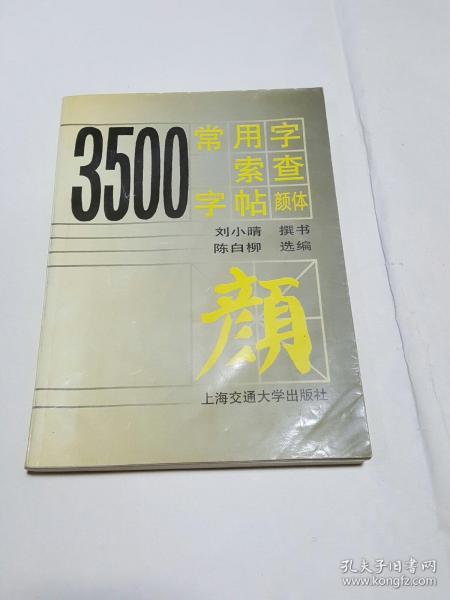 3500
常用字
索查
字帖 颜体
刘小晴 撰书
陈白柳 选编
顔
上海交通大学出版社
孔夫子旧书网
www.kongfz.com